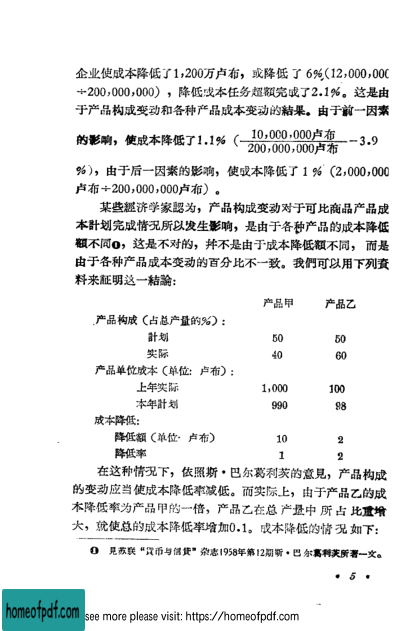 企业使成本降低了1,200万卢布，或降低了6%(12,000,000
÷200,000,000），降低成本任务超额完成了2.1%。这是由
于产品构成变动和各种产品成本变动的結果。由于前一因素
的影响，使成本降低了1.1%（10,000,000卢布/200,000,000卢布—3.9
%），由于后一因素的影响，使成本降低了1%（2,000,000
卢布÷200,000,000卢布）。
某些經济学家認为，产品构成变动对于可比商品产品成
本計划完成情况所以发生影响，是由于各种产品的成本降低
額不同❶，这是不对的，幷不是由于成本降低額不同，而是
由于各种产品成本变动的百分比不一致。我們可以用下列資
料来証明这一結論：
产品甲 产品乙
产品构成（占总产量的%）：
計划 50 50
实际 40 60
产品单位成本（单位：卢布）：
上年实际 1,000 100
本年計划 990 98
成本降低：
降低額（单位：卢布） 10 2
降低率 1 2
在这种情况下，依照斯·巴尔葛利茨的意見，产品构成
的变动应当使成本降低率减低。而实际上，由于产品乙的成
本降低率为产品甲的一倍，产品乙在总产量中所占比重增
大，就使总的成本降低率增加0.1。成本降低的情况如下：
❶ 見苏联“貨币与信貸”杂志1958年第12期斯·巴尔葛利茨所著一文。
• 5 •
homeofpdf.com
see more please visit: https://homeofpdf.com